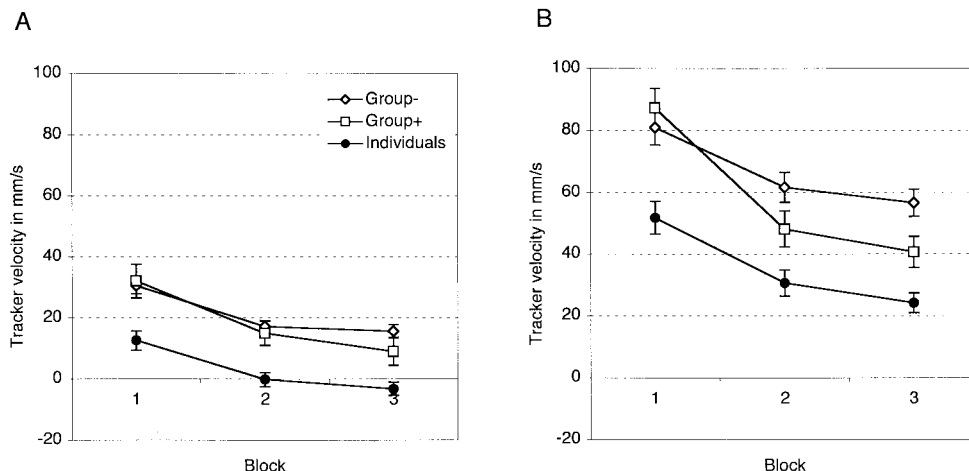 A
Tracker velocity in mm/s
100
80
60
40
20
0
-20
Group-
Group+
Individuals
1 2 3
Block
B
Tracker velocity in mm/s
100
80
60
40
20
0
-20
1 2 3
Block